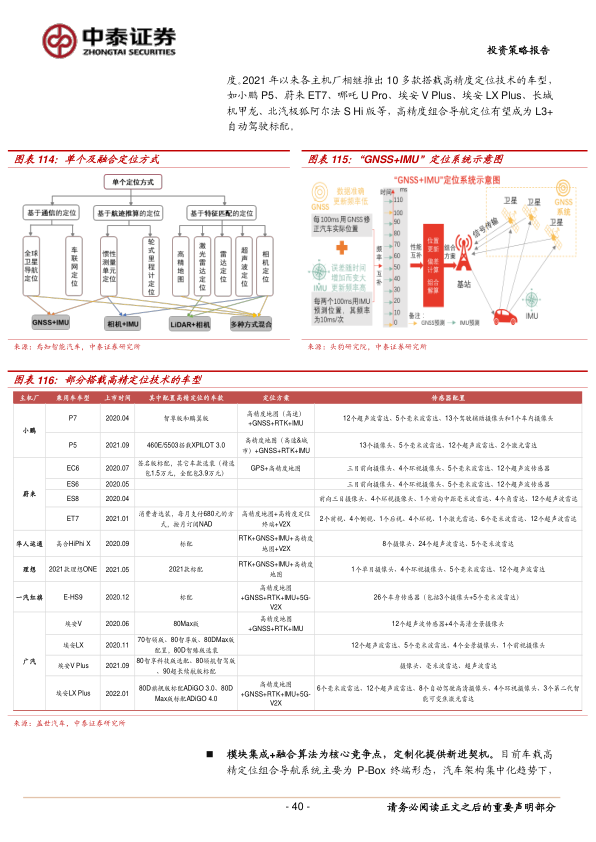 中泰证券
ZHONGTAI SECURITIES
投资策略报告
度。2021 年以来各主机厂相继推出 10 多款搭载高精度定位技术的车型，
如小鹏 P5、蔚来 ET7、哪吒 U Pro、埃安 V Plus、埃安 LX Plus、长城
机甲龙、北汽极狐阿尔法 S Hi 版等，高精度组合导航定位有望成为 L3+
自动驾驶标配。
图表 114：单个及融合定位方式
单个定位方式
基于通信的定位 基于航迹推算的定位 基于特征匹配的定位
全球卫星导航定位 车联网定位 惯性测量单元定位 轮式里程计定位 高精地图 激光雷达定位 雷达定位 超声波定位 相机定位
GNSS+IMU 相机+IMU LiDAR+相机 多种方式混合
来源：焉知智能汽车，中泰证券研究所
图表 115：“GNSS+IMU”定位系统示意图
“GNSS+IMU”定位系统示意图
GNSS
数据准确
更新频率低
每100ms用GNSS修
正汽车实际位置
IMU
误差随时间
增加而变大
更新频率高
每两个100ms用IMU
预测位置，其频率
为10ms/次
时间 ms
110
100
90
80
70
60
50
40
30
20
10
0
频率互补
备注：
GNSS预测 IMU预测
性能互补
位置更新
偏差计算
组合解算
组合方案
基站
信号传输
卫星
卫星
卫星
GNSS
系统
IMU
来源：头豹研究院，中泰证券研究所
图表 116：部分搭载高精定位技术的车型
主机厂 乘用车车型 上市时间 其中配置高精定位的车款 定位方案 传感器配置
小鹏
P7 2020.04 智尊版和鹏翼版 高精度地图（高速）
+GNSS+RTK+IMU 12个超声波雷达、5个毫米波雷达、13个驾驶辅助摄像头和1个车内摄像头
P5 2021.09 460E/5503搭载XPILOT 3.0 高精度地图（高速&城
市）+GNSS+RTK+IMU 13个摄像头、5个毫米波雷达、12个超声波雷达、2个激光雷达
蔚来
EC6 2020.07 签名版标配，其它车款选装（精选
包1.5万元，全配包3.9万元） GPS+高精度地图 三目前向摄像头、4个环视摄像头、5个毫米波雷达、12个超声波传感器
ES6 2020.05 三目前向摄像头、4个环视摄像头、5个毫米波雷达、12个超声波传感器
ES8 2020.04 前向三目摄像头、4个环视摄像头、1个前向中距毫米波雷达、4个角雷达、12个超声波雷达
ET7 2021.01 消费者选装，每月支付680元的方
式，按月订阅NAD 高精度地图+高精度定位
终端+V2X 2个前视、4个侧视、1个后视、4个环视、1个激光雷达、6个毫米波雷达、12个超声波雷达
华人运通 高合HiPhi X 2020.09 标配 RTK+GNSS+IMU+高精度
地图+V2X 8个摄像头、24个超声波雷达、5个毫米波雷达
理想 2021款理想ONE 2021.05 2021款标配 RTK+GNSS+IMU+高精度
地图 1个单目摄像头、4个环视摄像头、5个毫米波雷达、12个超声波雷达
一汽红旗 E-HS9 2020.12 标配 高精度地图
+GNSS+RTK+IMU+5G-
V2X 26个车身传感器（包括3个摄像头+5个毫米波雷达）
广汽
埃安V 2020.06 80Max版 高精度地图
+GNSS+RTK+IMU 12个超声波传感器+4个高清全景摄像头
埃安LX 2020.11 70智领版、80智尊版、80DMax版
配置，80D智臻版选装 12个超声波雷达、5个毫米波雷达、4个全景摄像头、1个前视摄像头
埃安V Plus 2021.09 80智享科技版选配、80领航智驾版
、90超长续航版标配 摄像头、毫米波雷达、超声波雷达
埃安LX Plus 2022.01 80D旗舰版标配ADiGO 3.0、80D
Max版标配ADiGO 4.0 高精度地图
+GNSS+RTK+IMU+5G-
V2X 6个毫米波雷达、12个超声波雷达、8个自动驾驶高清摄像头、4个环视摄像头、3个第二代智
能可变焦激光雷达
来源：盖世汽车，中泰证券研究所
■ 模块集成+融合算法为核心竞争点，定制化提供新进契机。目前车载高
精定位组合导航系统主要为 P-Box 终端形态，汽车架构集中化趋势下，
- 40 -
请务必阅读正文之后的重要声明部分